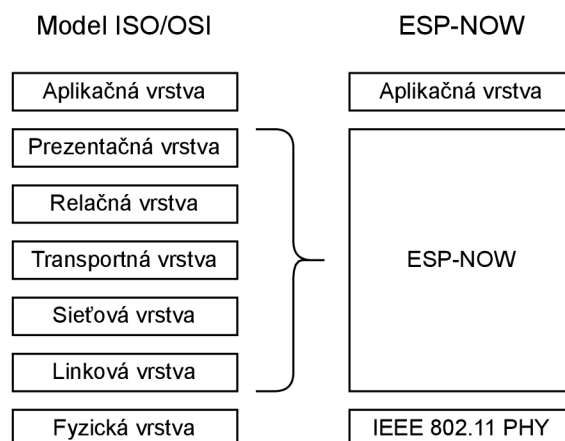 Model ISO/OSI
Aplikačná vrstva
Prezentačná vrstva
Relačná vrstva
Transportná vrstva
Sieťová vrstva
Linková vrstva
Fyzická vrstva
ESP-NOW
Aplikačná vrstva
ESP-NOW
IEEE 802.11 PHY